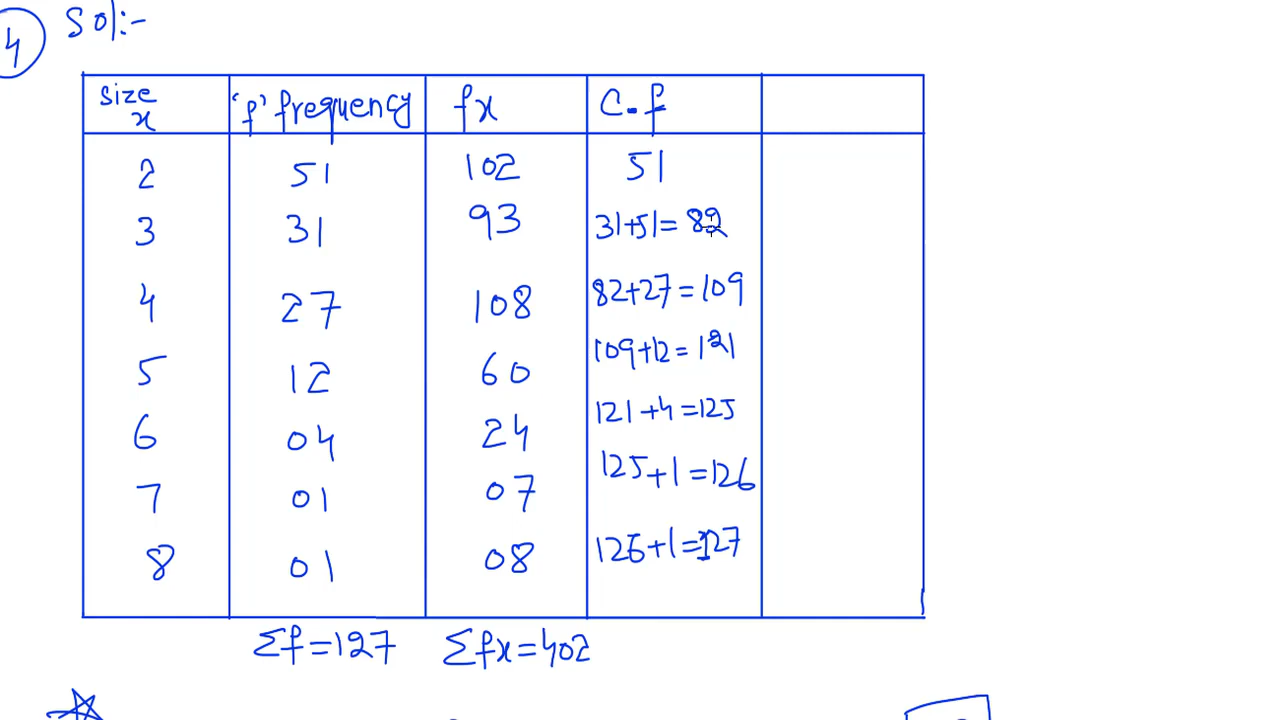 4 Sol:-
size x 'f' frequency fx C.f
2 51 102 51
3 31 93 31+51=82
4 27 108 82+27=109
5 12 60 109+12=121
6 04 24 121+4=125
7 01 07 125+1=126
8 01 08 126+1=127
Σf=127 Σfx=402